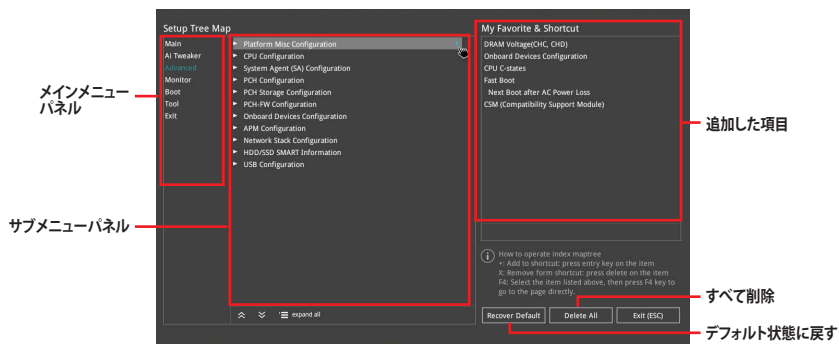 Setup Tree Map
Main
Ai Tweaker
Advanced
Monitor
Boot
Tool
Exit
Platform Misc Configuration
CPU Configuration
System Agent (SA) Configuration
PCH Configuration
PCH Storage Configuration
PCH-FW Configuration
Onboard Devices Configuration
APM Configuration
Network Stack Configuration
HDD/SSD SMART Information
USB Configuration
expand all
My Favorite & Shortcut
DRAM Voltage(CHC, CHD)
Onboard Devices Configuration
CPU C-states
Fast Boot
Next Boot after AC Power Loss
CSM (Compatibility Support Module)
How to operate index maptree
+: Add to shortcut: press entry key on the item
X: Remove form shortcut: press delete on the item
F4: Select the item listed above, then press F4 key to
go to the page directly.
Recover Default
Delete All
Exit (ESC)
メインメニュー
パネル
サブメニューパネル
追加した項目
すべて削除
デフォルト状態に戻す